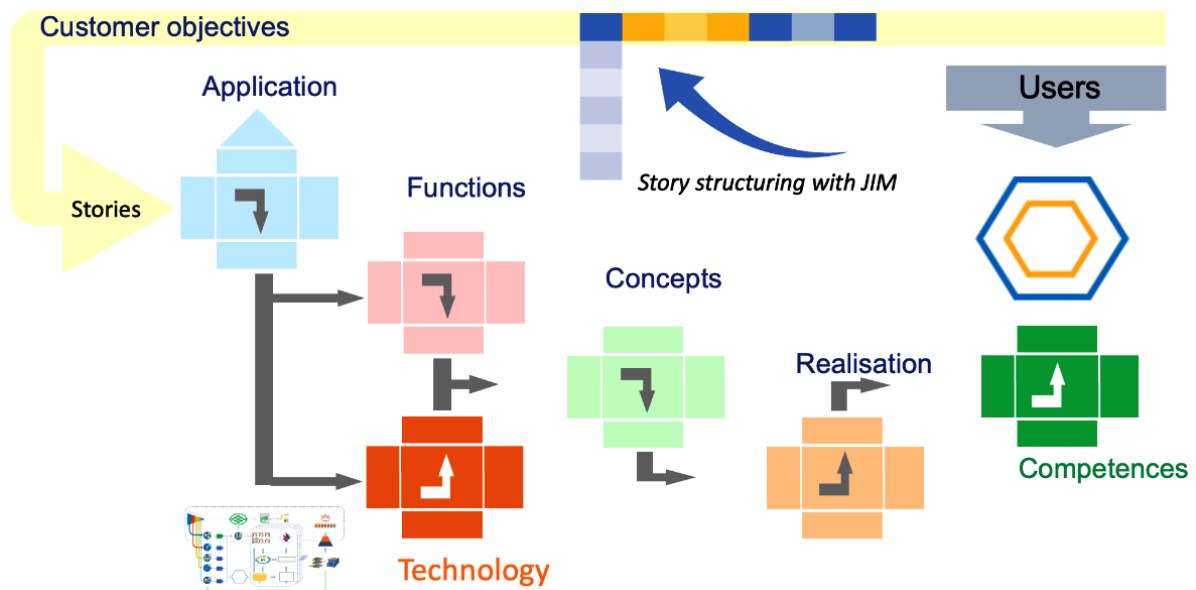 Customer objectives
Application
Users
Stories
Functions
Story structuring with JIM
Concepts
Realisation
Competences
Technology